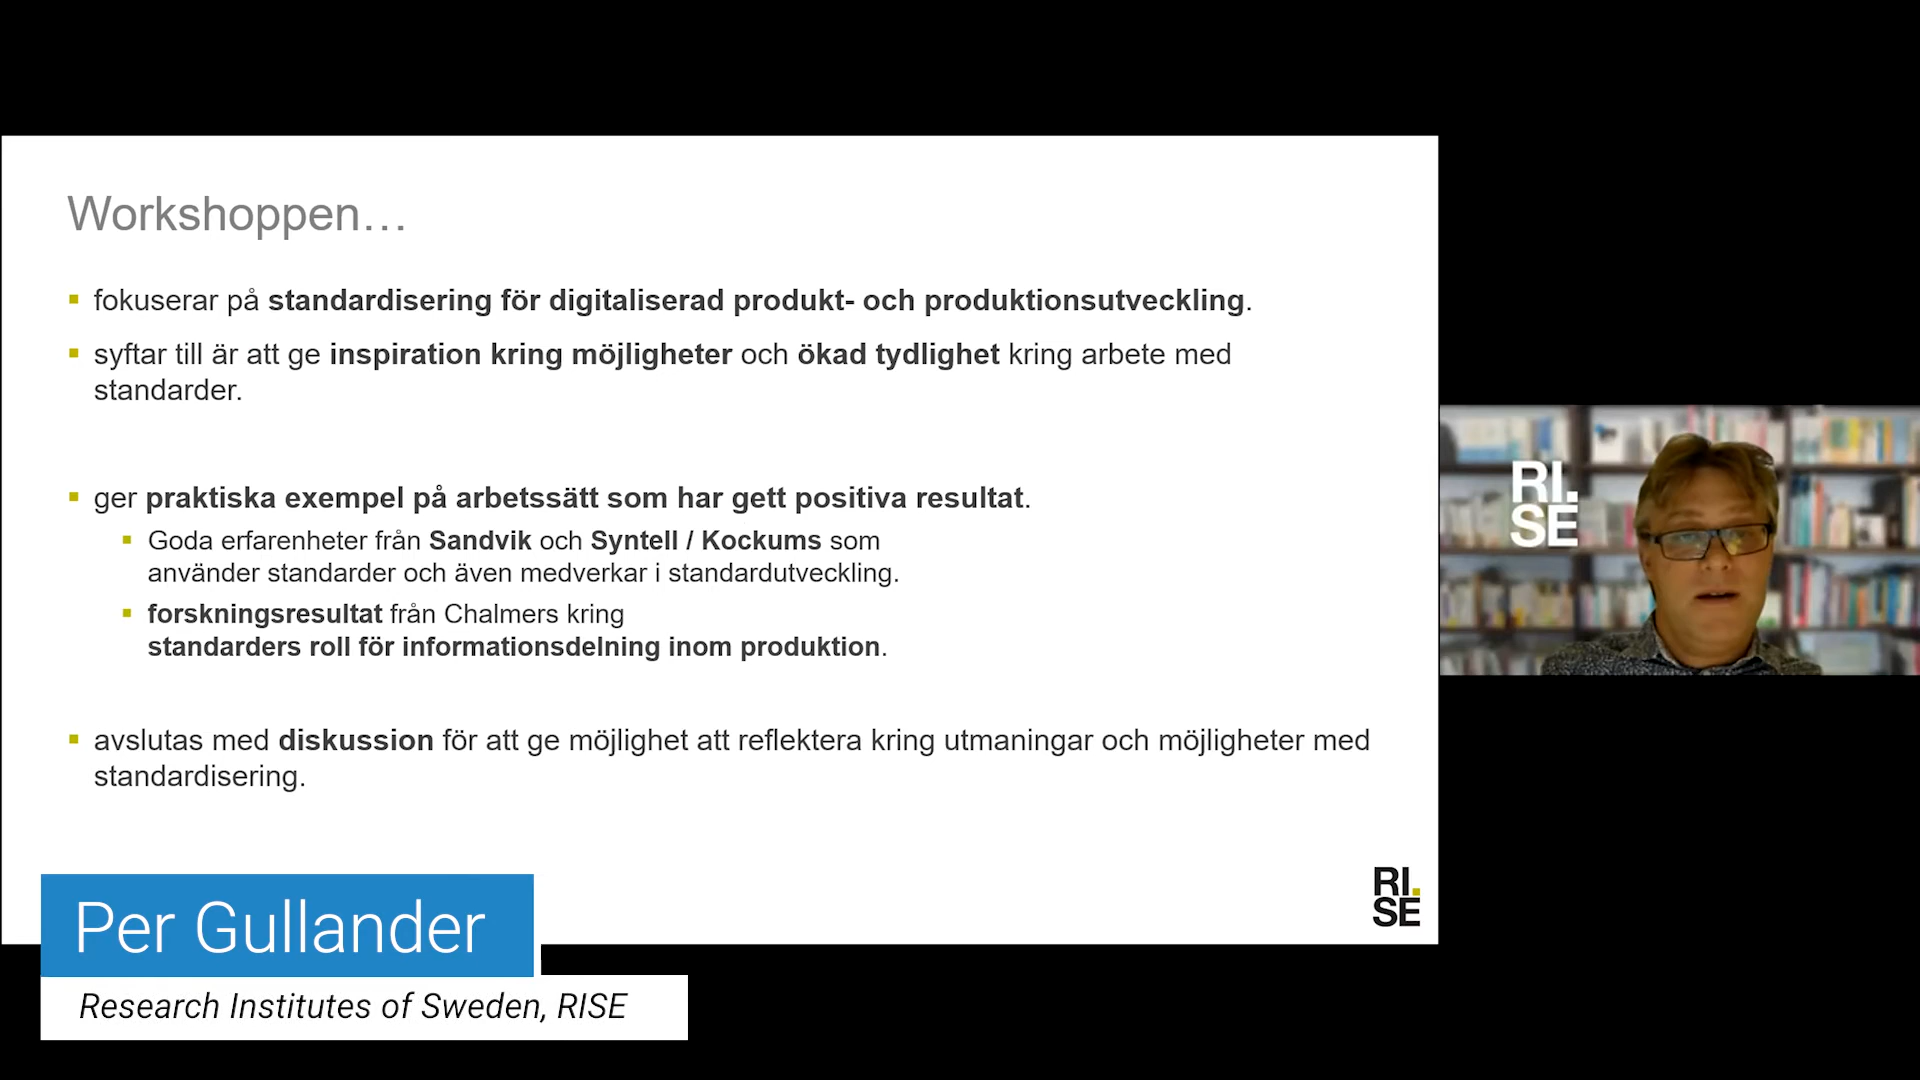 Workshoppen…
fokuserar på standardisering för digitaliserad produkt- och produktionsutveckling.
syftar till är att ge inspiration kring möjligheter och ökad tydlighet kring arbete med
standarder.
ger praktiska exempel på arbetssätt som har gett positiva resultat.
Goda erfarenheter från Sandvik och Syntell / Kockums som
använder standarder och även medverkar i standardutveckling.
forskningsresultat från Chalmers kring
standarders roll för informationsdelning inom produktion.
avslutas med diskussion för att ge möjlighet att reflektera kring utmaningar och möjligheter med
standardisering.
RI.
SE
Per Gullander
Research Institutes of Sweden, RISE
RI.
SE